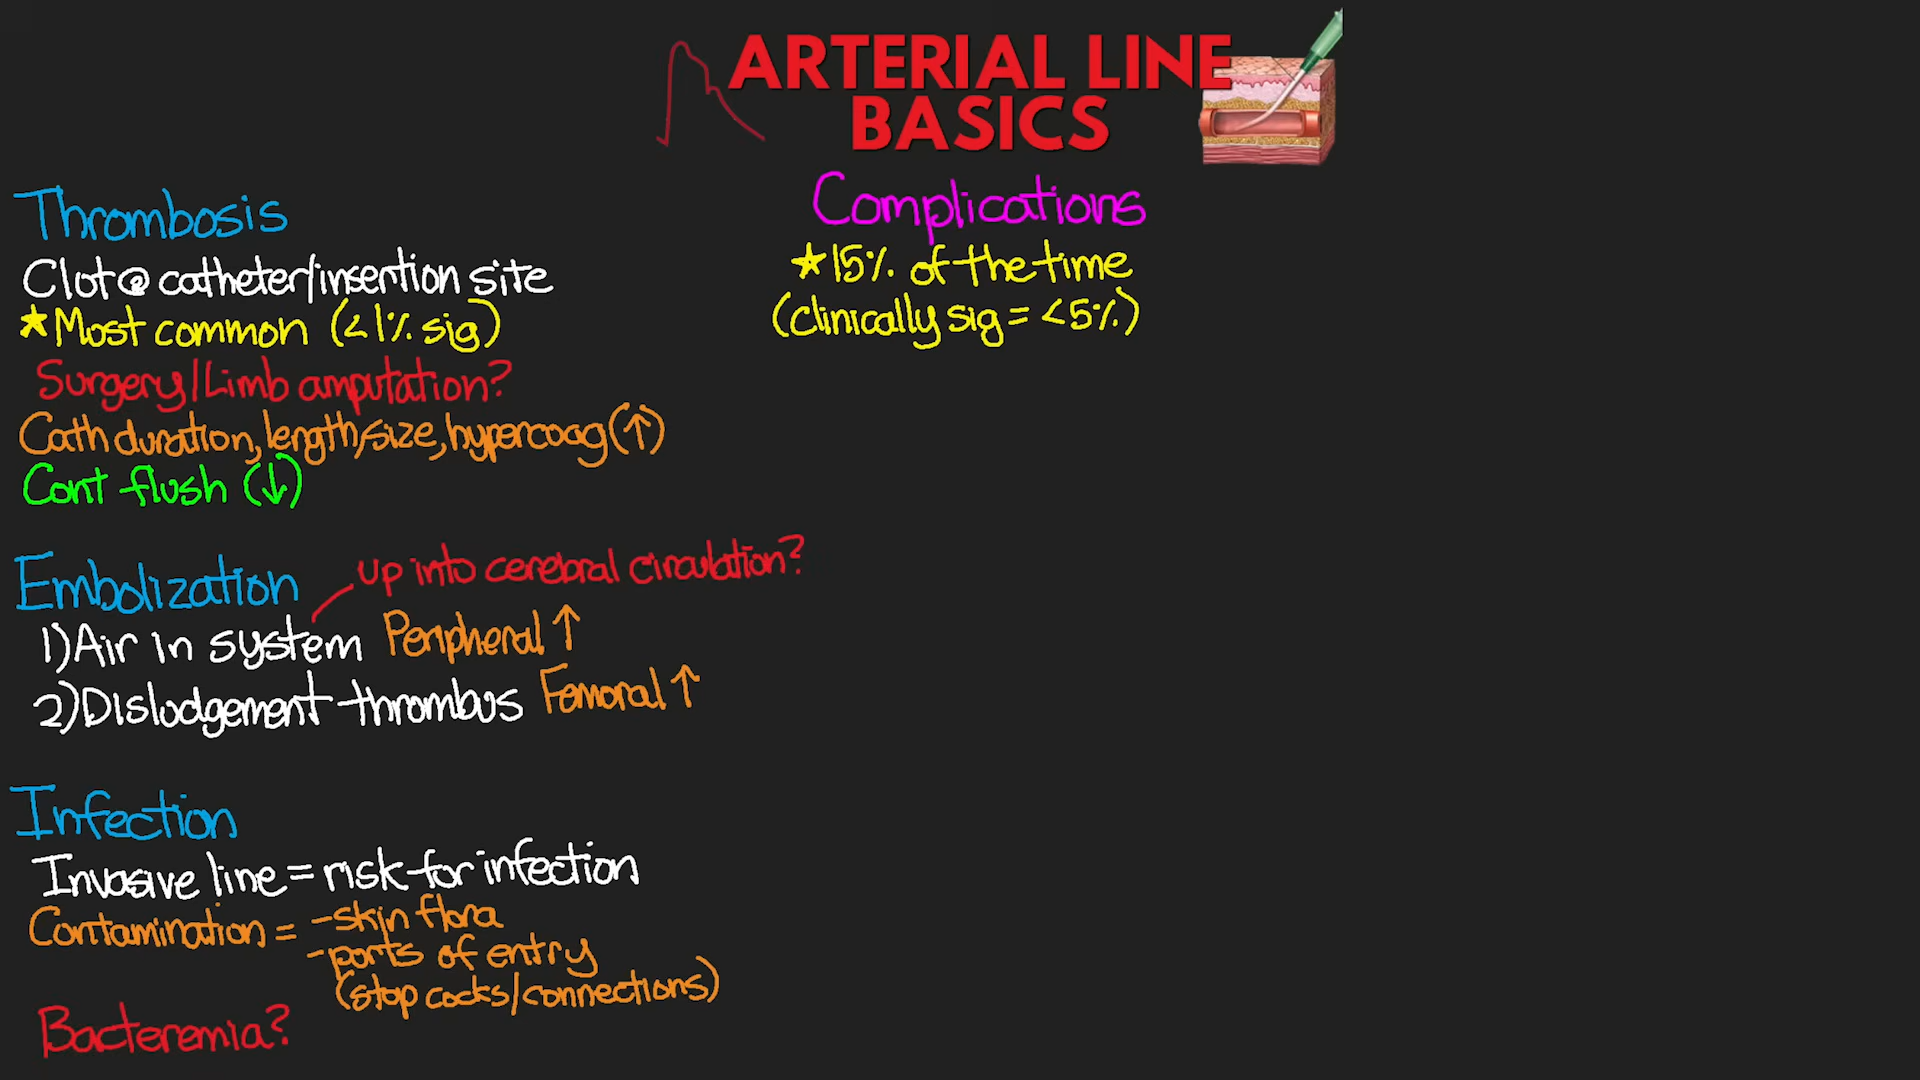 ARTERIAL LINE
BASICS
Complications
★15% of the time
(clinically sig = <5%)
Thrombosis
Clot@ catheter/insertion site
★Most common (<1% sig)
Surgery/Limb amputation?
Cath duration, length, size, hypercoag(↑)
Cont flush (↓)
Embolization
up into cerebral circulation?
1)Air in system Peripheral ↑
2)Dislodgement thrombus Femoral ↑
Infection
Invasive line = risk for infection
Contamination = -skin flora
-ports of entry
(stop cocks/connections)
Bacteremia?